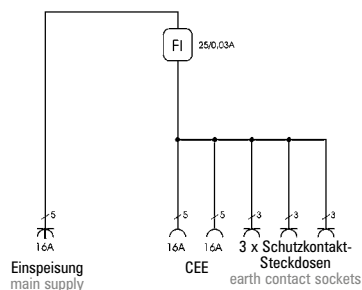 FI
25/0,03A
5
5
5
3
3
3
16A
16A
16A
Einspeisung
main supply
CEE
3 x Schutzkontakt-
Steckdosen
earth contact sockets